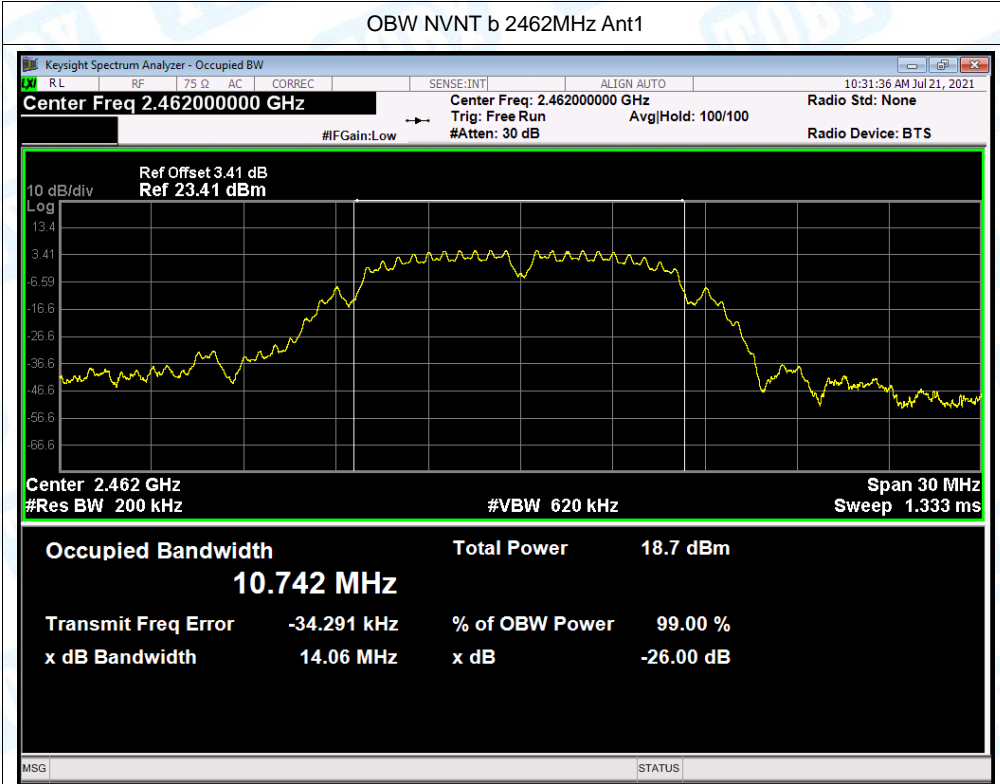 OBW NVNT b 2462MHz Ant1
Keysight Spectrum Analyzer - Occupied BW
LXI RL RF 75 Ω AC CORREC SENSE:INT ALIGN AUTO 10:31:36 AM Jul 21, 2021
Center Freq 2.462000000 GHz Center Freq: 2.462000000 GHz Radio Std: None
Trig: Free Run Avg|Hold: 100/100
#IFGain:Low #Atten: 30 dB Radio Device: BTS
Ref Offset 3.41 dB
10 dB/div Ref 23.41 dBm
Log
13.4
3.41
-6.59
-16.6
-26.6
-36.6
-46.6
-56.6
-66.6
Center 2.462 GHz Span 30 MHz
#Res BW 200 kHz #VBW 620 kHz Sweep 1.333 ms
Occupied Bandwidth Total Power 18.7 dBm
10.742 MHz
Transmit Freq Error -34.291 kHz % of OBW Power 99.00 %
x dB Bandwidth 14.06 MHz x dB -26.00 dB
MSG STATUS